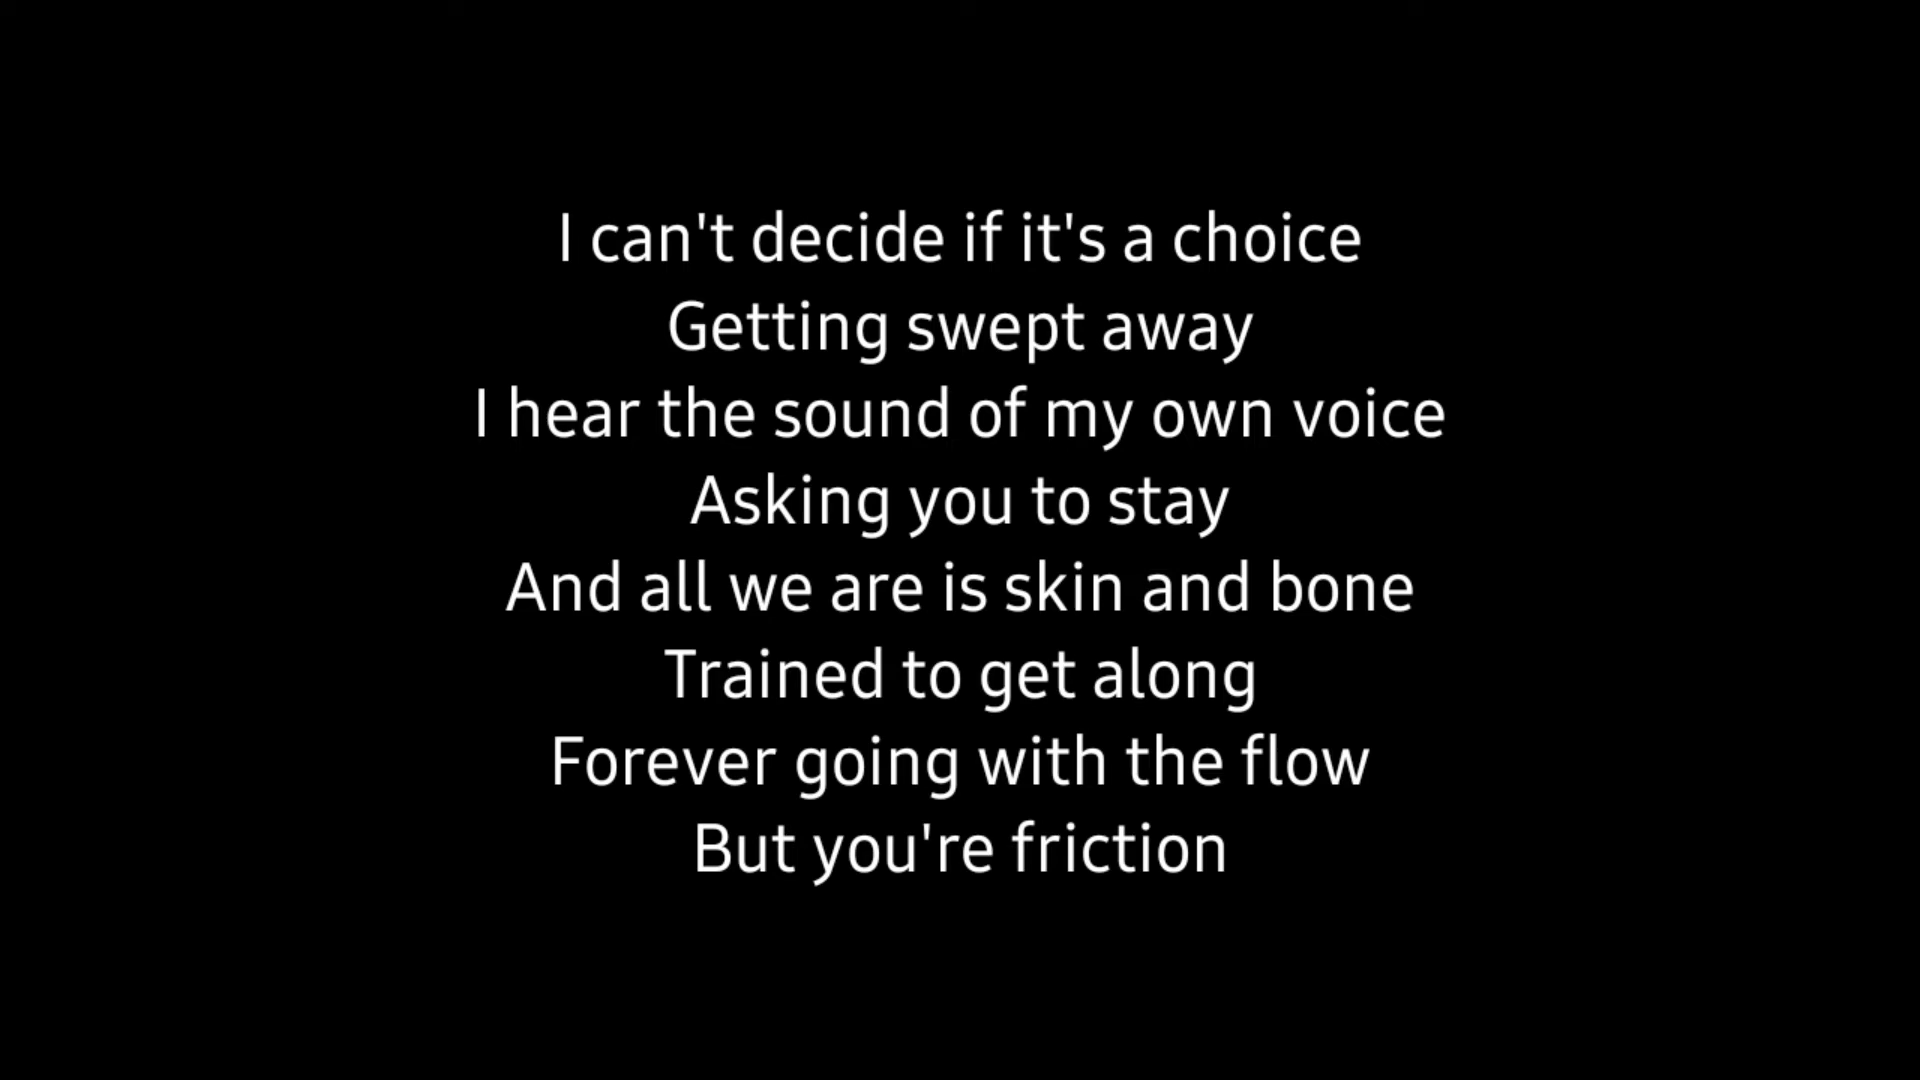 I can't decide if it's a choice
Getting swept away
I hear the sound of my own voice
Asking you to stay
And all we are is skin and bone
Trained to get along
Forever going with the flow
But you're friction